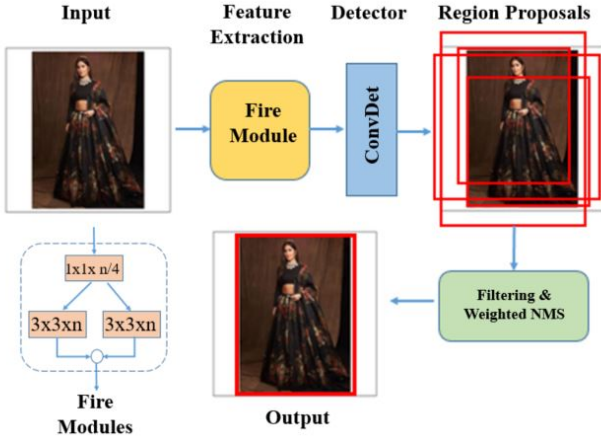 Input
Feature
Extraction
Detector
Region Proposals
Fire
Module
ConvDet
1x1x n/4
3x3xn
3x3xn
Filtering &
Weighted NMS
Fire
Modules
Output